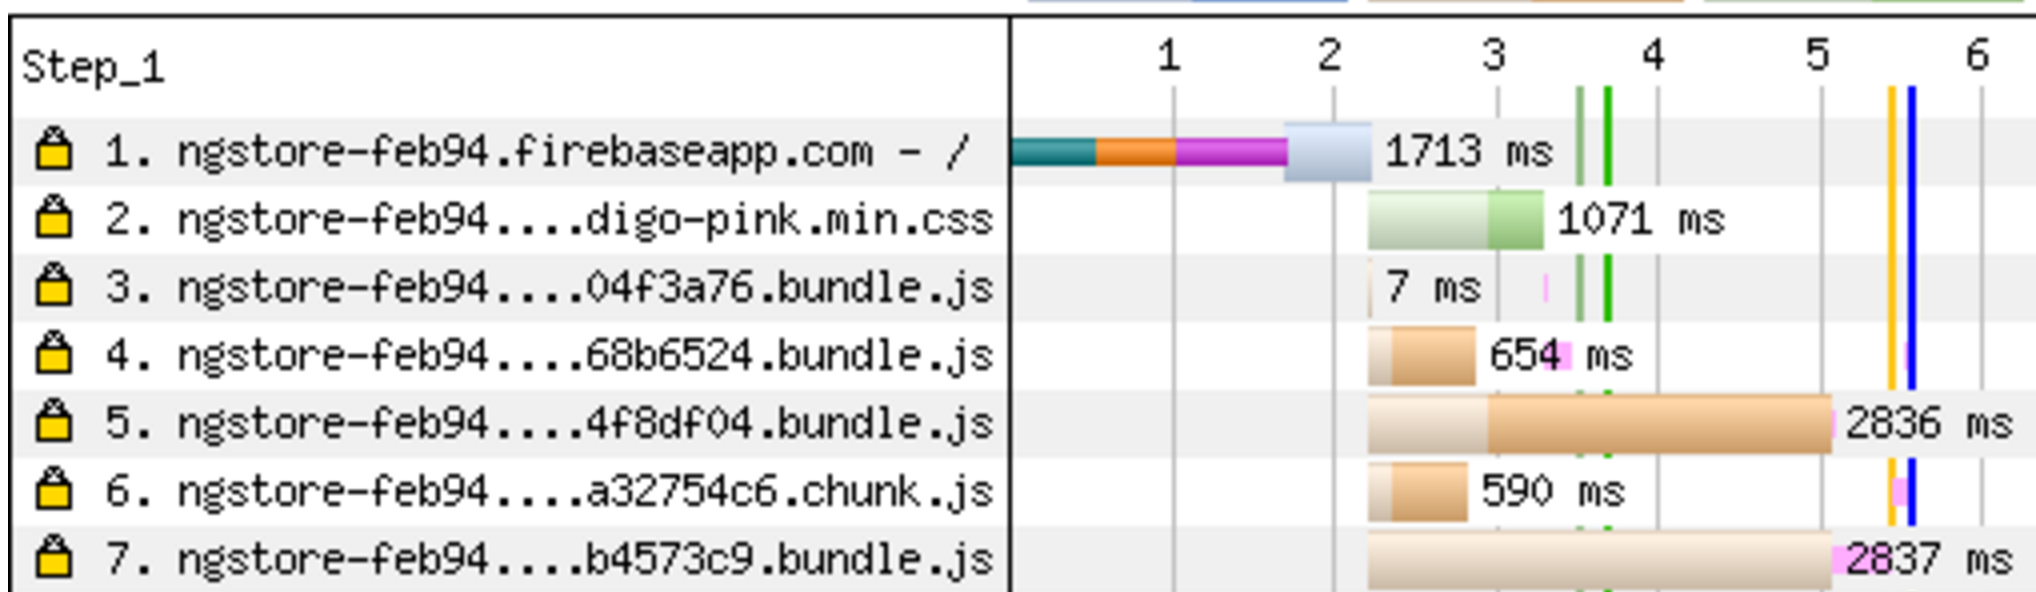 Step_1 1 2 3 4 5 6
1. ngstore-feb94.firebaseapp.com - / 1713 ms
2. ngstore-feb94....digo-pink.min.css 1071 ms
3. ngstore-feb94....04f3a76.bundle.js 7 ms
4. ngstore-feb94....68b6524.bundle.js 654 ms
5. ngstore-feb94....4f8df04.bundle.js 2836 ms
6. ngstore-feb94....a32754c6.chunk.js 590 ms
7. ngstore-feb94....b4573c9.bundle.js 2837 ms